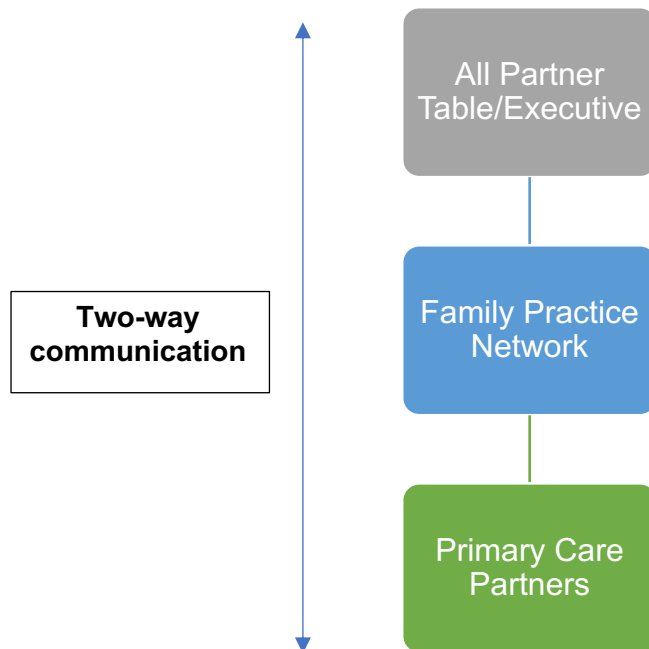 All Partner
Table/Executive
Two-way
communication
Family Practice
Network
Primary Care
Partners